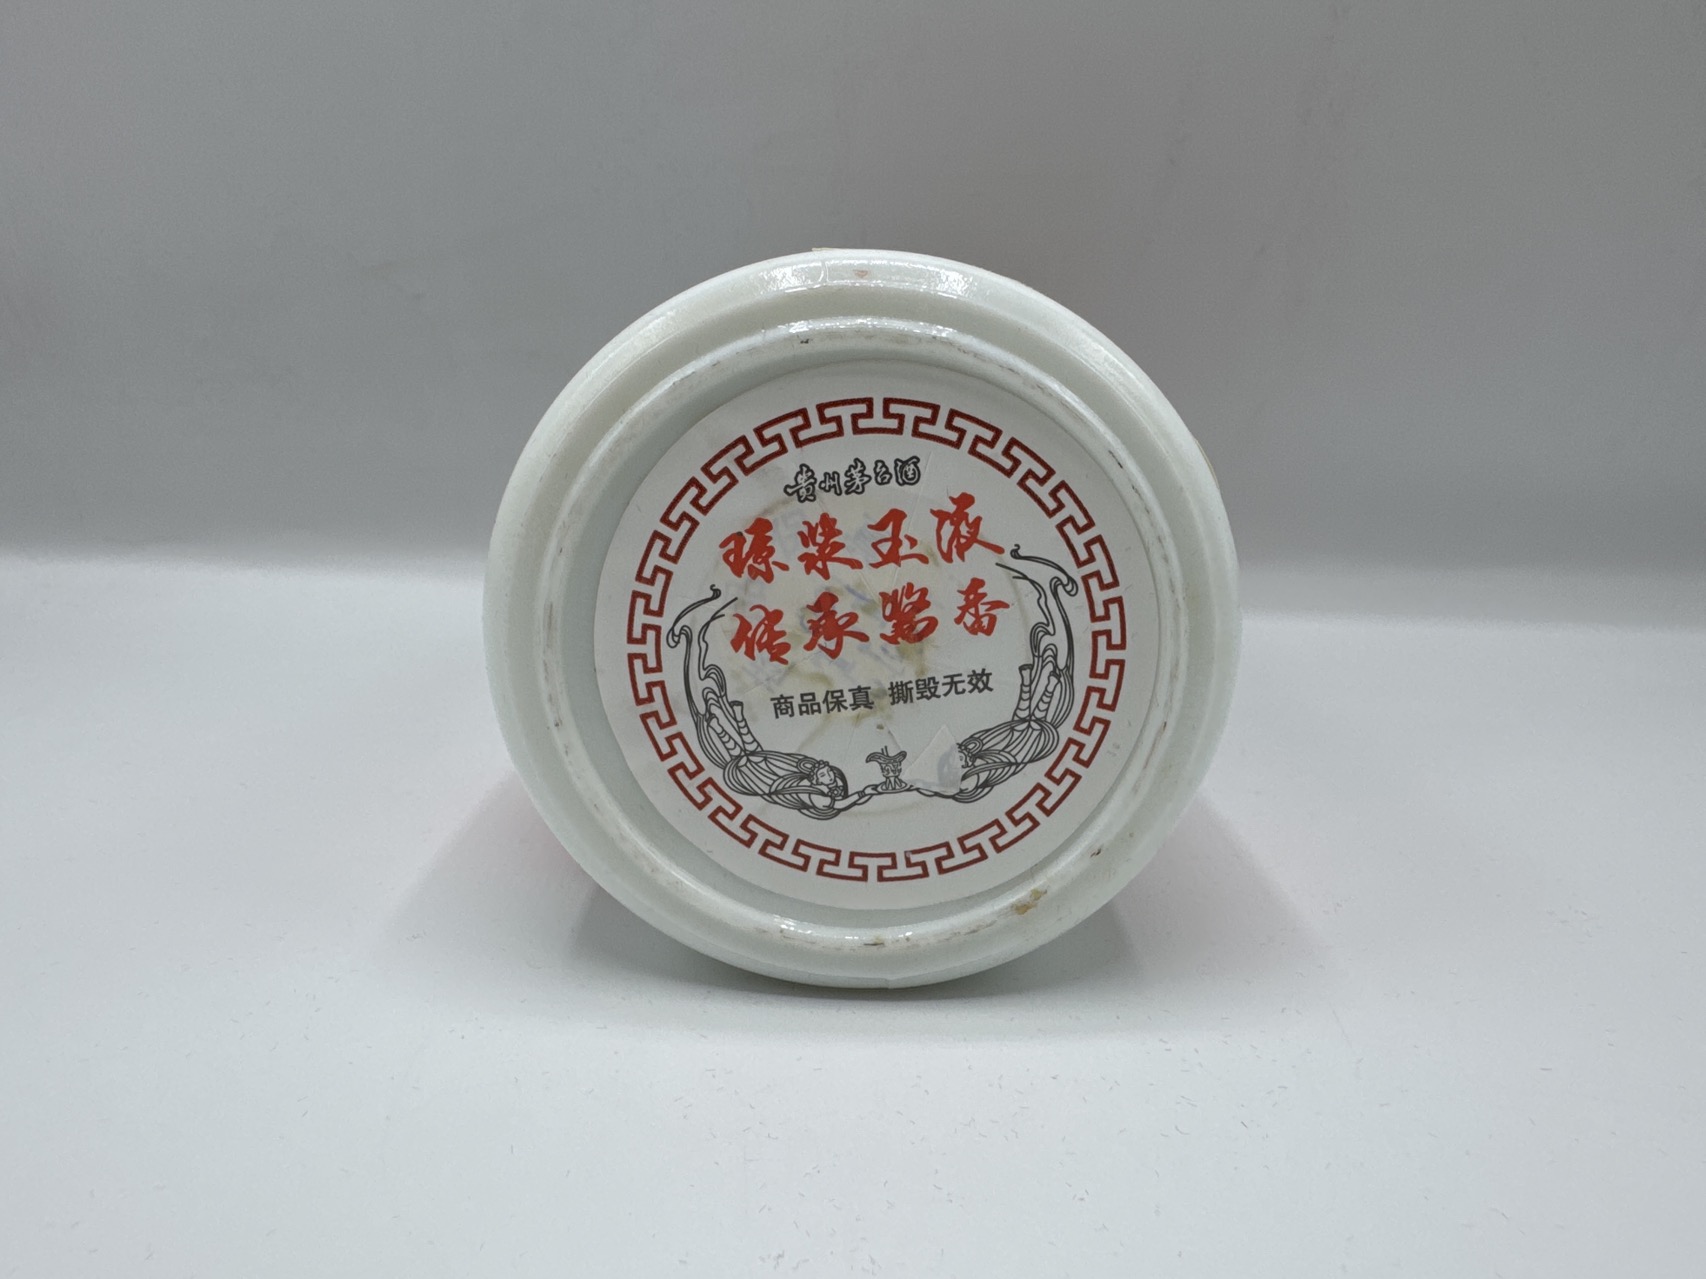 贵州茅台酒
琼浆玉液
传承酱香
商品保真 撕毁无效